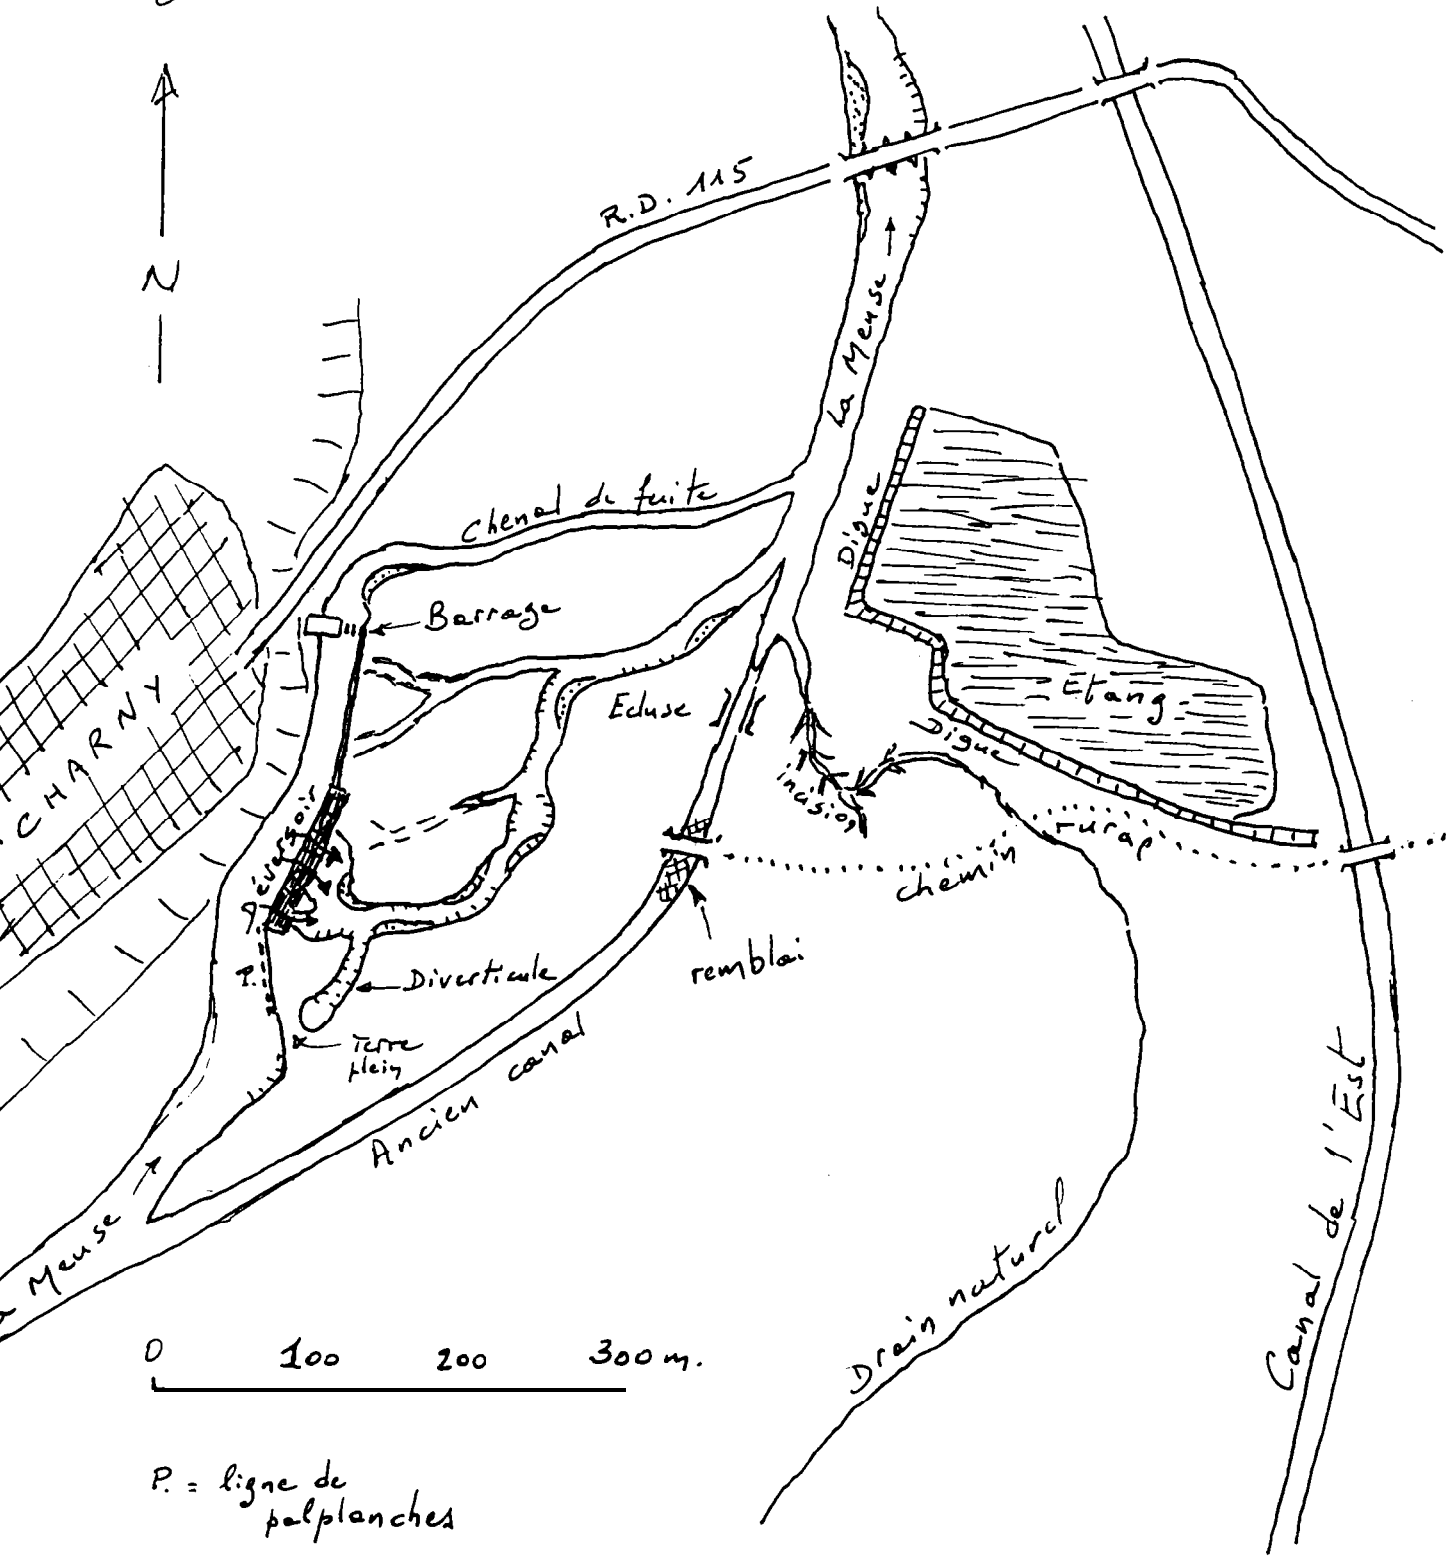 R.D. 115
N
La Meuse
Chenal de fuite
Digue
Barrage
Etang
Ecluse
CHARNY
Digue
incision
Déversoir
chemin rural
P.
Diverticule
remblai
Terre
plein
Ancien canal
La Meuse
Drain naturel
Canal de l'Est
0 100 200 300 m.
P. = ligne de
palplanches